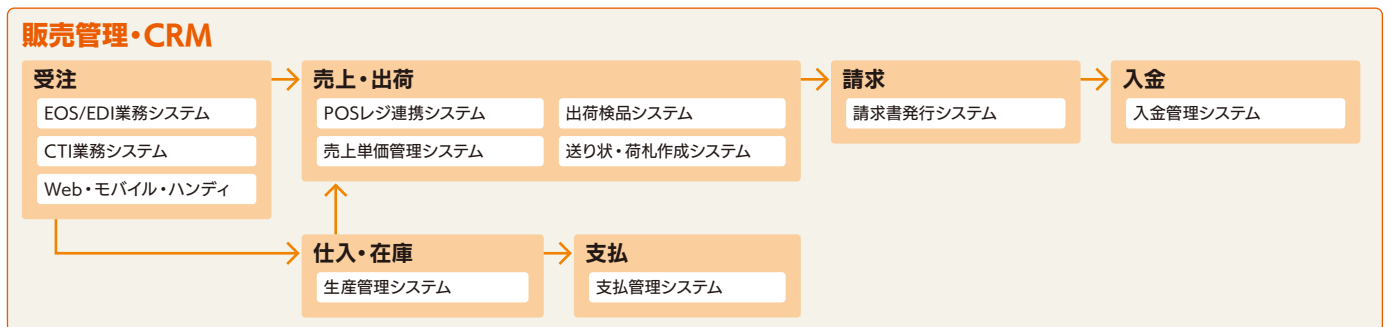 販売管理・CRM
受注
EOS/EDI業務システム
CTI業務システム
Web・モバイル・ハンディ
売上・出荷
POSレジ連携システム
出荷検品システム
売上単価管理システム
送り状・荷札作成システム
請求
請求書発行システム
入金
入金管理システム
仕入・在庫
生産管理システム
支払
支払管理システム